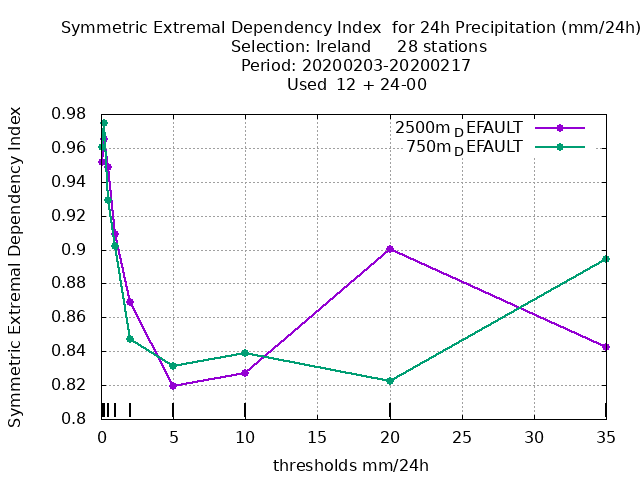 Symmetric Extremal Dependency Index  for 24h Precipitation (mm/24h)
Selection: Ireland     28 stations
Period: 20200203-20200217
Used  12 + 24-00
2500m_DEFAULT
750m_DEFAULT
Symmetric Extremal Dependency Index
0.98
0.96
0.94
0.92
0.9
0.88
0.86
0.84
0.82
0.8
0 5 10 15 20 25 30 35
thresholds mm/24h